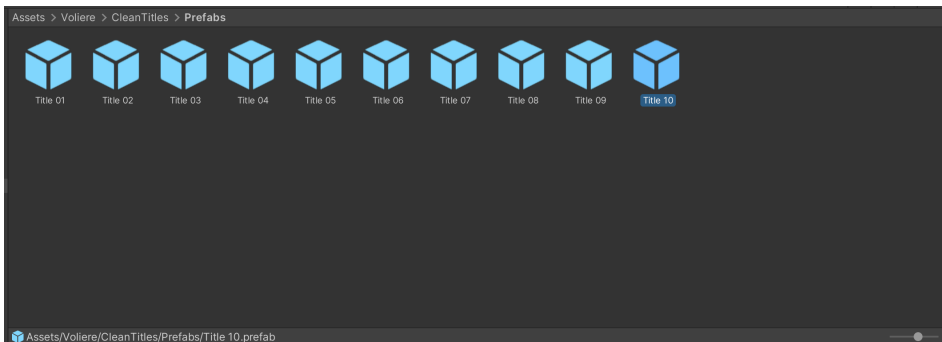 Assets > Voliere > CleanTitles > Prefabs
Title 01 Title 02 Title 03 Title 04 Title 05 Title 06 Title 07 Title 08 Title 09 Title 10
Assets/Voliere/CleanTitles/Prefabs/Title 10.prefab